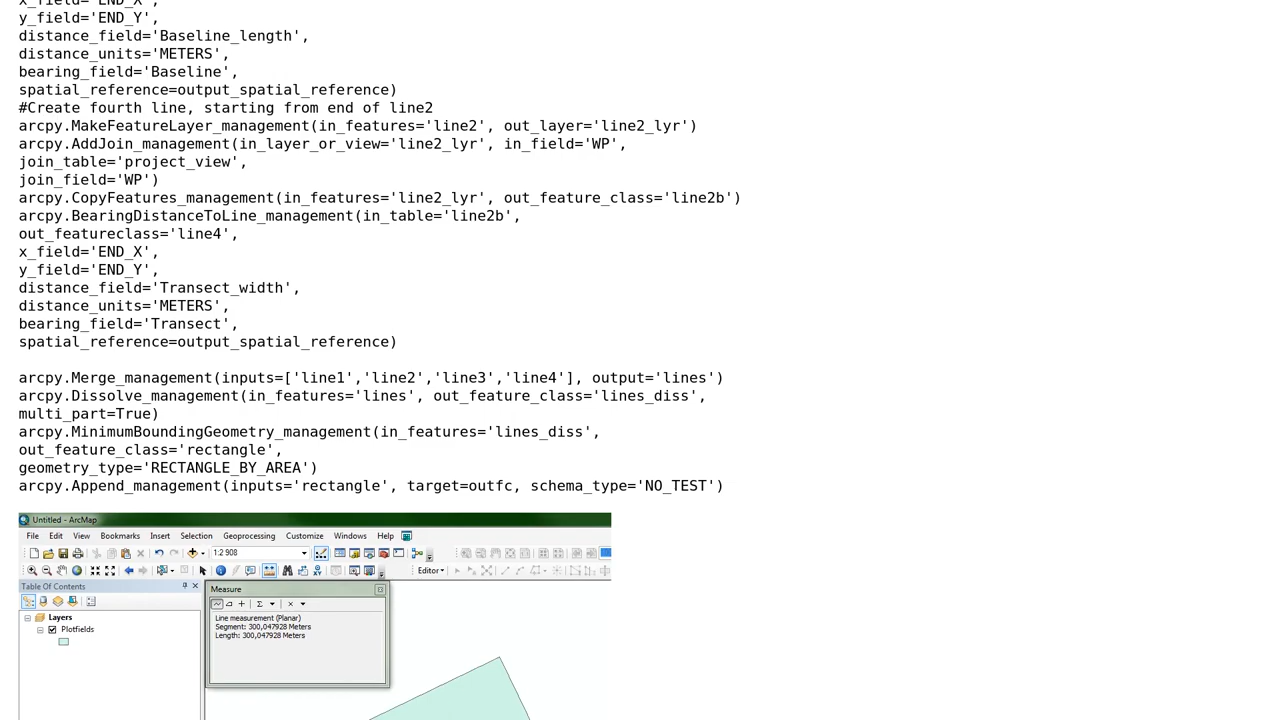 x_field='END_X',
y_field='END_Y',
distance_field='Baseline_length',
distance_units='METERS',
bearing_field='Baseline',
spatial_reference=output_spatial_reference)
#Create fourth line, starting from end of line2
arcpy.MakeFeatureLayer_management(in_features='line2', out_layer='line2_lyr')
arcpy.AddJoin_management(in_layer_or_view='line2_lyr', in_field='WP',
join_table='project_view',
join_field='WP')
arcpy.CopyFeatures_management(in_features='line2_lyr', out_feature_class='line2b')
arcpy.BearingDistanceToLine_management(in_table='line2b',
out_featureclass='line4',
x_field='END_X',
y_field='END_Y',
distance_field='Transect_width',
distance_units='METERS',
bearing_field='Transect',
spatial_reference=output_spatial_reference)
arcpy.Merge_management(inputs=['line1','line2','line3','line4'], output='lines')
arcpy.Dissolve_management(in_features='lines', out_feature_class='lines_diss',
multi_part=True)
arcpy.MinimumBoundingGeometry_management(in_features='lines_diss',
out_feature_class='rectangle',
geometry_type='RECTANGLE_BY_AREA')
arcpy.Append_management(inputs='rectangle', target=outfc, schema_type='NO_TEST')
Untitled - ArcMap
File Edit View Bookmarks Insert Selection Geoprocessing Customize Windows Help
1:2 908
Editor
Table Of Contents
Measure
Line measurement (Planar)
Segment: 300,047928 Meters
Length: 300,047928 Meters
Layers
Plotfields